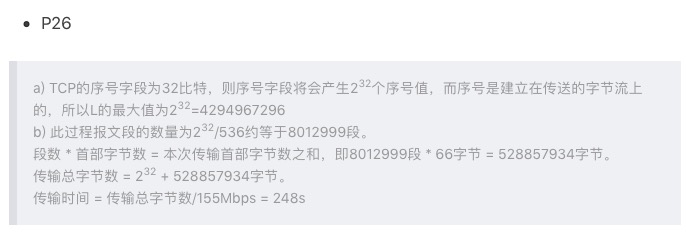 P26
a) TCP的序号字段为32比特，则序号字段将会产生2³²个序号值，而序号是建立在传送的字节流上
的，所以L的最大值为2³²=4294967296
b) 此过程报文段的数量为2³²/536约等于8012999段。
段数 * 首部字节数 = 本次传输首部字节数之和，即8012999段 * 66字节 = 528857934字节。
传输总字节数 = 2³² + 528857934字节。
传输时间 = 传输总字节数/155Mbps = 248s